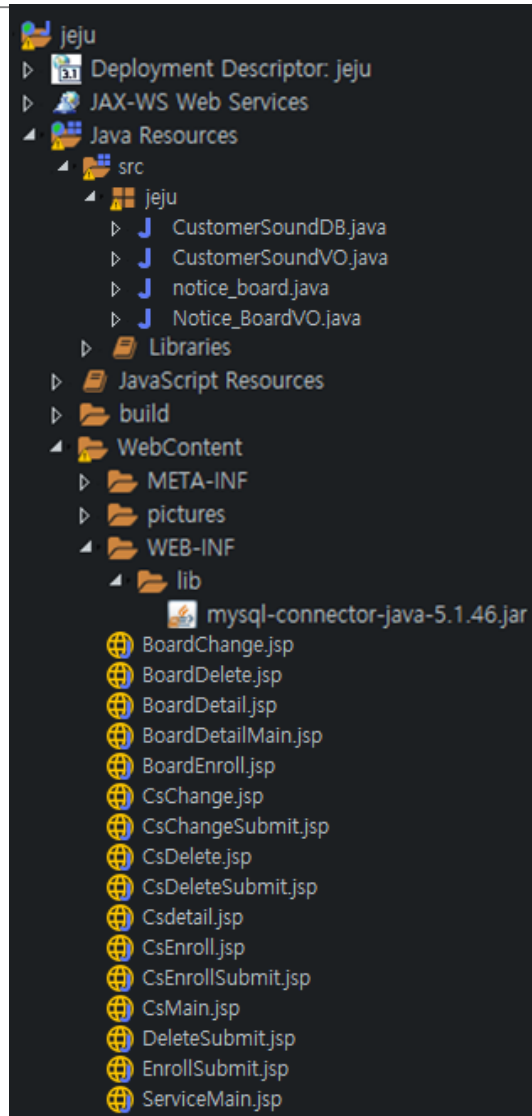 jeju
3.1 Deployment Descriptor: jeju
JAX-WS Web Services
Java Resources
src
jeju
CustomerSoundDB.java
CustomerSoundVO.java
notice_board.java
Notice_BoardVO.java
Libraries
JavaScript Resources
build
WebContent
META-INF
pictures
WEB-INF
lib
mysql-connector-java-5.1.46.jar
BoardChange.jsp
BoardDelete.jsp
BoardDetail.jsp
BoardDetailMain.jsp
BoardEnroll.jsp
CsChange.jsp
CsChangeSubmit.jsp
CsDelete.jsp
CsDeleteSubmit.jsp
Csdetail.jsp
CsEnroll.jsp
CsEnrollSubmit.jsp
CsMain.jsp
DeleteSubmit.jsp
EnrollSubmit.jsp
ServiceMain.jsp